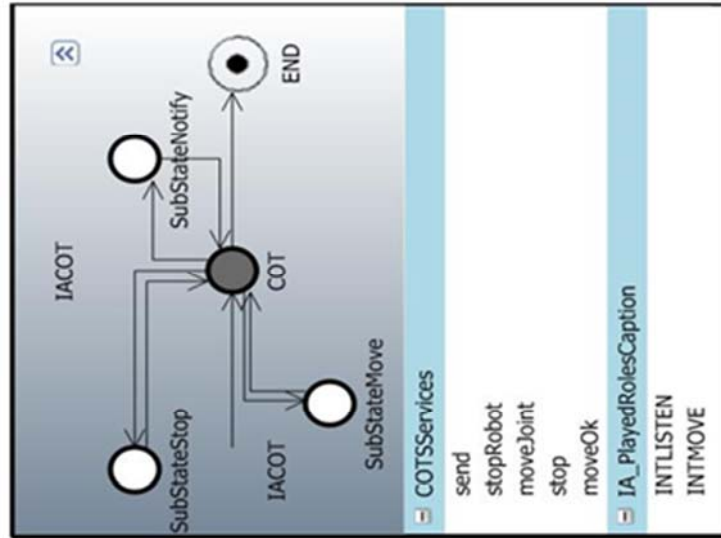 IACOT
SubStateStop
SubStateNotify
END
COT
IACOT
SubStateMove
COTSServices
send
stopRobot
moveJoint
stop
moveOk
IA_PlayedRolesCaption
INTLISTEN
INTMOVE